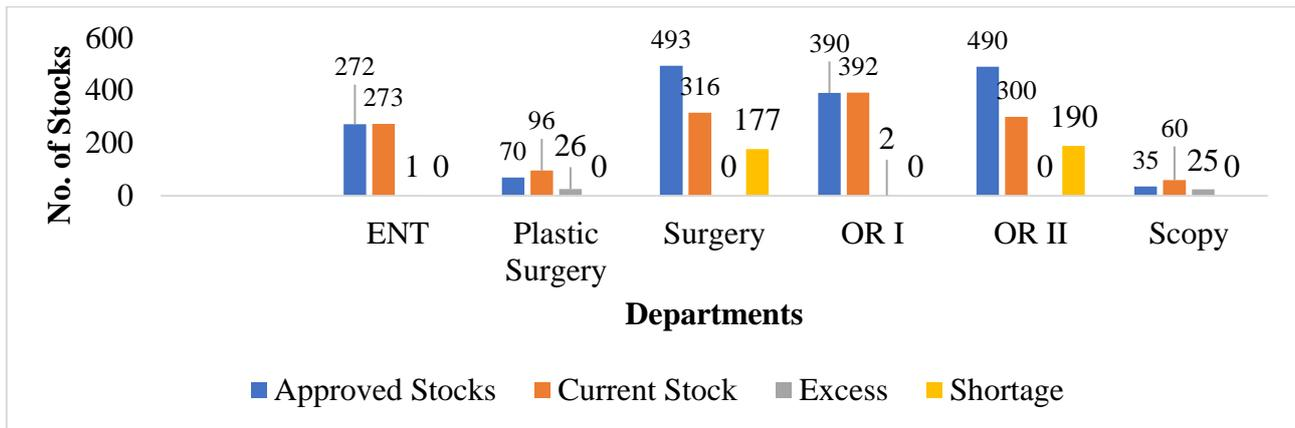 No. of Stocks
600
400
200
0
272
273
1
0
70
96
26
0
493
316
0
177
390
392
2
0
490
300
0
190
35
60
25
0
ENT
Plastic
Surgery
Surgery
OR I
OR II
Scopy
Departments
Approved Stocks
Current Stock
Excess
Shortage